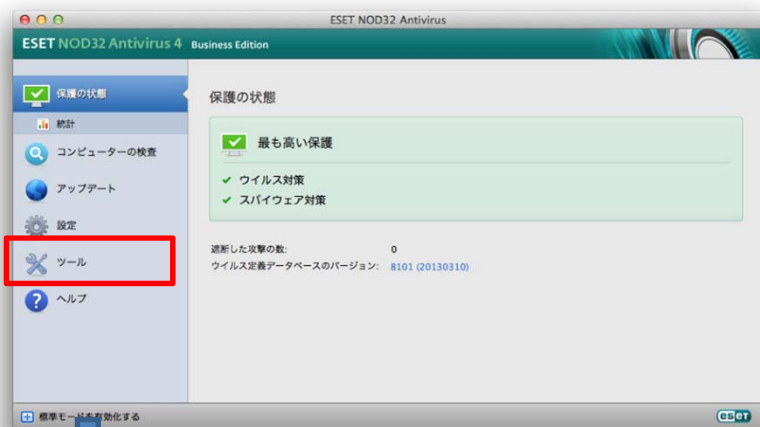 ESET NOD32 Antivirus
ESET NOD32 Antivirus 4 Business Edition
保護の状態
統計
コンピューターの検査
アップデート
設定
ツール
ヘルプ
保護の状態
最も高い保護
✔ ウイルス対策
✔ スパイウェア対策
遮断した攻撃の数: 0
ウイルス定義データベースのバージョン: 8101 (20130310)
標準モードを有効化する
eset